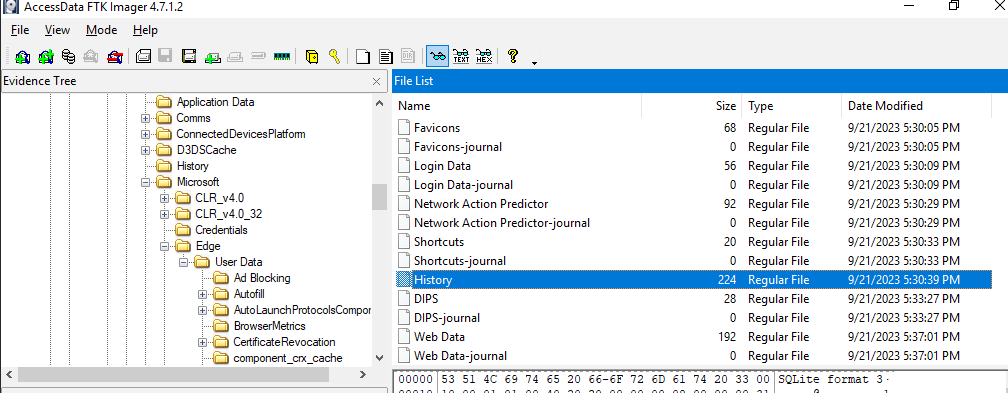 AccessData FTK Imager 4.7.1.2
File View Mode Help
TEXT HEX
Evidence Tree
Application Data
Comms
ConnectedDevicesPlatform
D3DSCache
History
Microsoft
CLR_v4.0
CLR_v4.0_32
Credentials
Edge
User Data
Ad Blocking
Autofill
AutoLaunchProtocolsCompor
BrowserMetrics
CertificateRevocation
component_crx_cache
File List
Name Size Type Date Modified
Favicons 68 Regular File 9/21/2023 5:30:05 PM
Favicons-journal 0 Regular File 9/21/2023 5:30:05 PM
Login Data 56 Regular File 9/21/2023 5:30:09 PM
Login Data-journal 0 Regular File 9/21/2023 5:30:09 PM
Network Action Predictor 92 Regular File 9/21/2023 5:30:29 PM
Network Action Predictor-journal 0 Regular File 9/21/2023 5:30:29 PM
Shortcuts 20 Regular File 9/21/2023 5:30:33 PM
Shortcuts-journal 0 Regular File 9/21/2023 5:30:33 PM
History 224 Regular File 9/21/2023 5:30:39 PM
DIPS 28 Regular File 9/21/2023 5:33:27 PM
DIPS-journal 0 Regular File 9/21/2023 5:33:27 PM
Web Data 192 Regular File 9/21/2023 5:37:01 PM
Web Data-journal 0 Regular File 9/21/2023 5:37:01 PM
00000 53 51 4C 69 74 65 20 66-6F 72 6D 61 74 20 33 00 SQLite format 3·